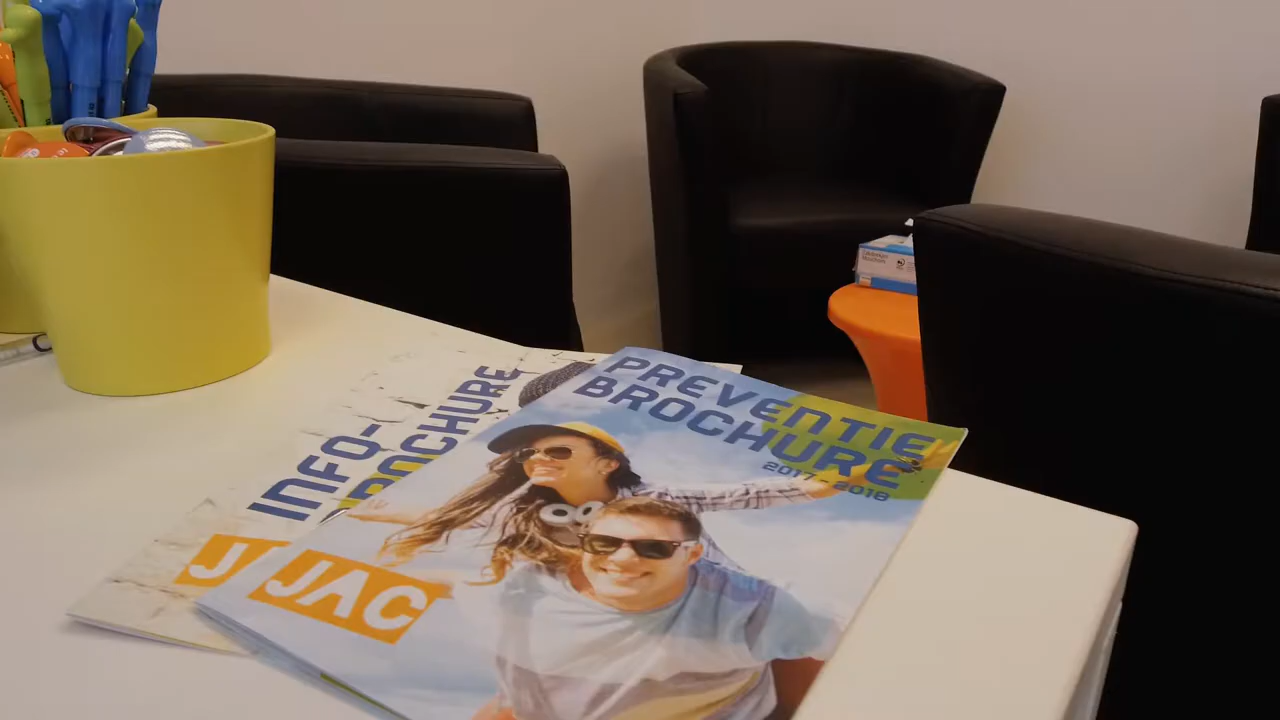 PREVENTIE
BROCHURE
2017 - 2018
JAC
INFO-
BROCHURE
J